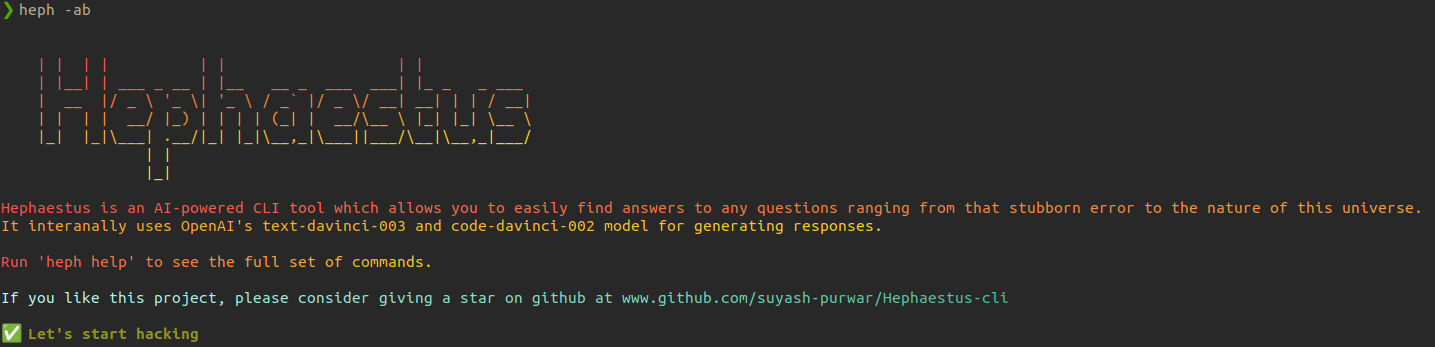 ❯ heph -ab
Hephaestus
Hephaestus is an AI-powered CLI tool which allows you to easily find answers to any questions ranging from that stubborn error to the nature of this universe.
It interanally uses OpenAI's text-davinci-003 and code-davinci-002 model for generating responses.
Run 'heph help' to see the full set of commands.
If you like this project, please consider giving a star on github at www.github.com/suyash-purwar/Hephaestus-cli
✅ Let's start hacking